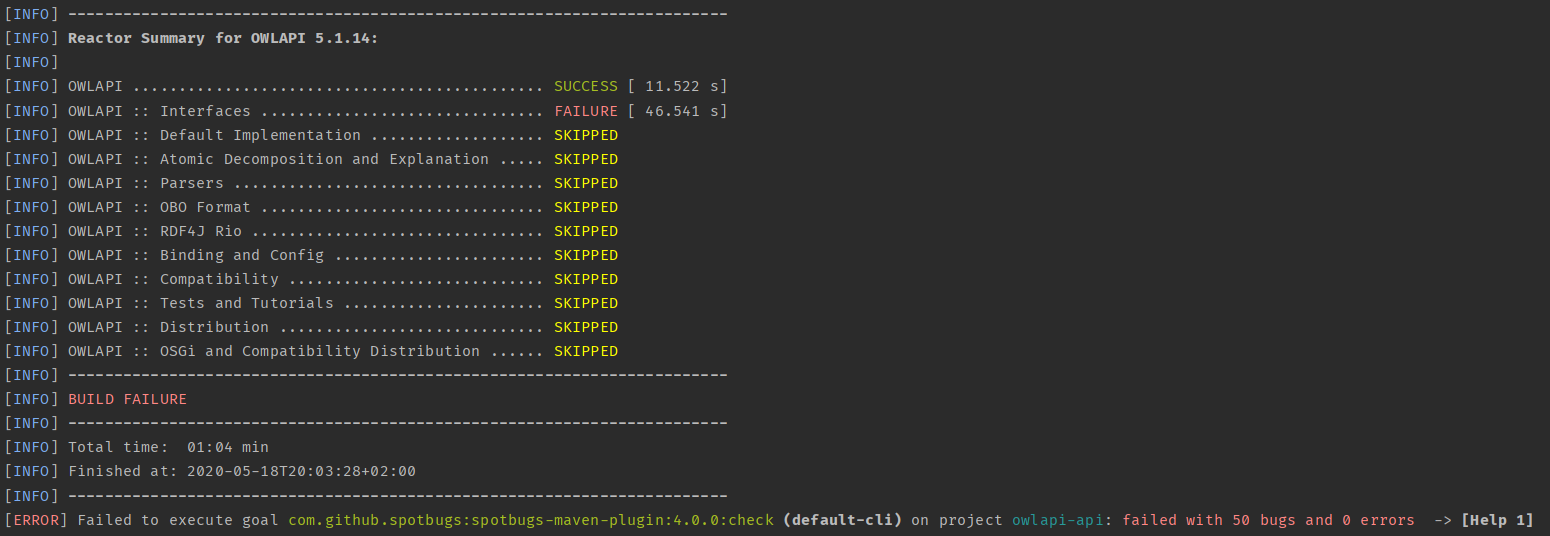 [INFO] ------------------------------------------------------------------------
[INFO] Reactor Summary for OWLAPI 5.1.14:
[INFO]
[INFO] OWLAPI ............................................. SUCCESS [ 11.522 s]
[INFO] OWLAPI :: Interfaces ............................... FAILURE [ 46.541 s]
[INFO] OWLAPI :: Default Implementation ................... SKIPPED
[INFO] OWLAPI :: Atomic Decomposition and Explanation ..... SKIPPED
[INFO] OWLAPI :: Parsers .................................. SKIPPED
[INFO] OWLAPI :: OBO Format ............................... SKIPPED
[INFO] OWLAPI :: RDF4J Rio ................................ SKIPPED
[INFO] OWLAPI :: Binding and Config ....................... SKIPPED
[INFO] OWLAPI :: Compatibility ............................ SKIPPED
[INFO] OWLAPI :: Tests and Tutorials ...................... SKIPPED
[INFO] OWLAPI :: Distribution ............................. SKIPPED
[INFO] OWLAPI :: OSGi and Compatibility Distribution ...... SKIPPED
[INFO] ------------------------------------------------------------------------
[INFO] BUILD FAILURE
[INFO] ------------------------------------------------------------------------
[INFO] Total time:  01:04 min
[INFO] Finished at: 2020-05-18T20:03:28+02:00
[INFO] ------------------------------------------------------------------------
[ERROR] Failed to execute goal com.github.spotbugs:spotbugs-maven-plugin:4.0.0:check (default-cli) on project owlapi-api: failed with 50 bugs and 0 errors  -> [Help 1]